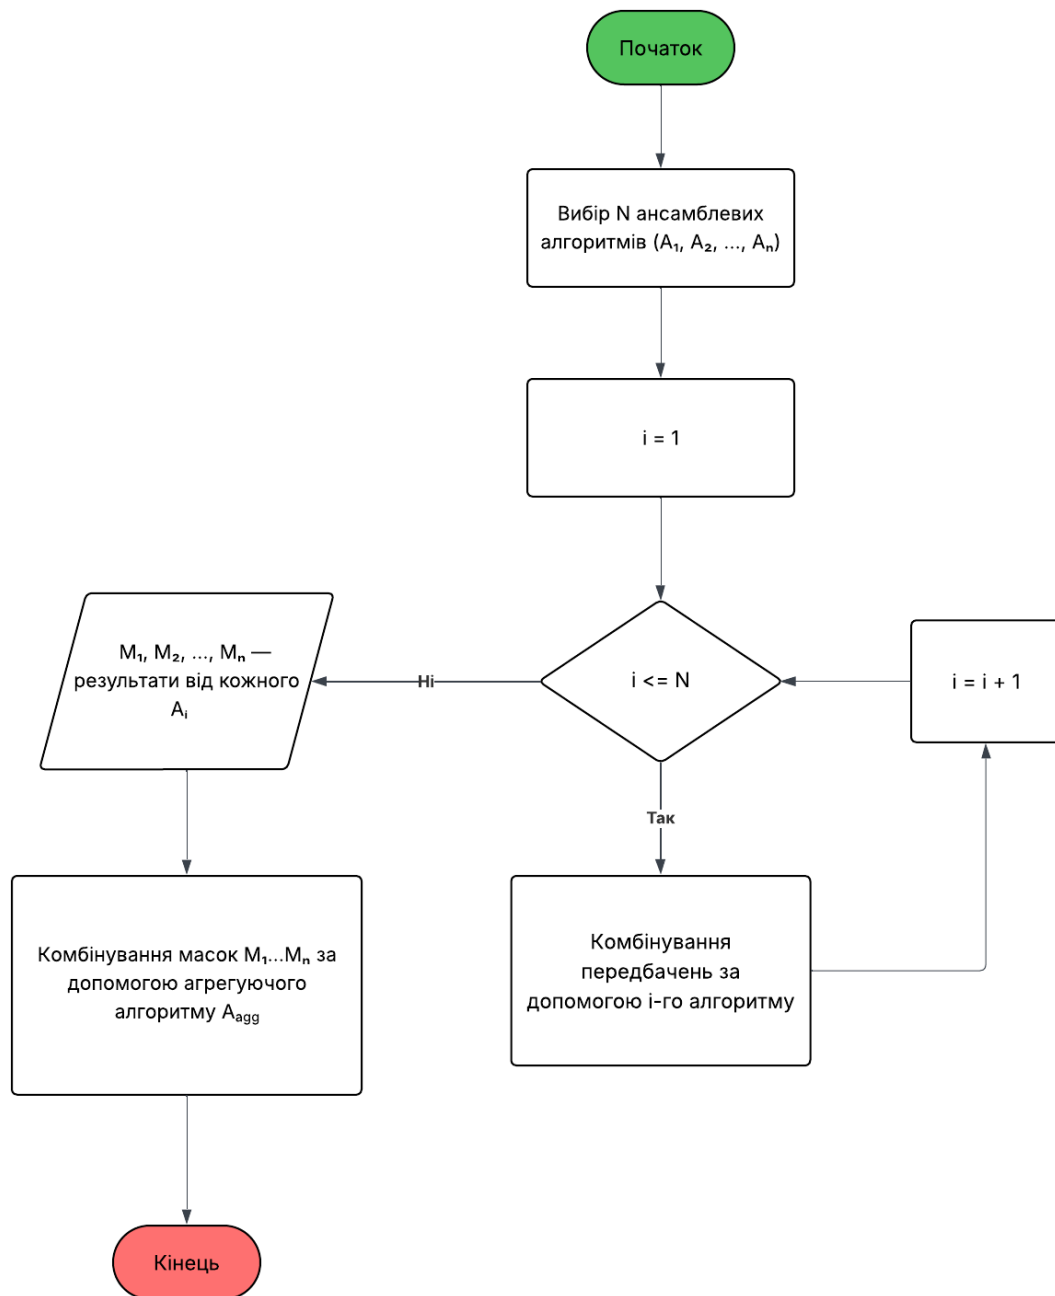 Початок
Вибір N ансамблевих
алгоритмів (A₁, A₂, ..., Aₙ)
i = 1
i <= N
i = i + 1
Ні
M₁, M₂, ..., Mₙ —
результати від кожного
Aᵢ
Так
Комбінування
передбачень за
допомогою i-го алгоритму
Комбінування масок M₁...Mₙ за
допомогою агрегуючого
алгоритму Aagg
Кінець